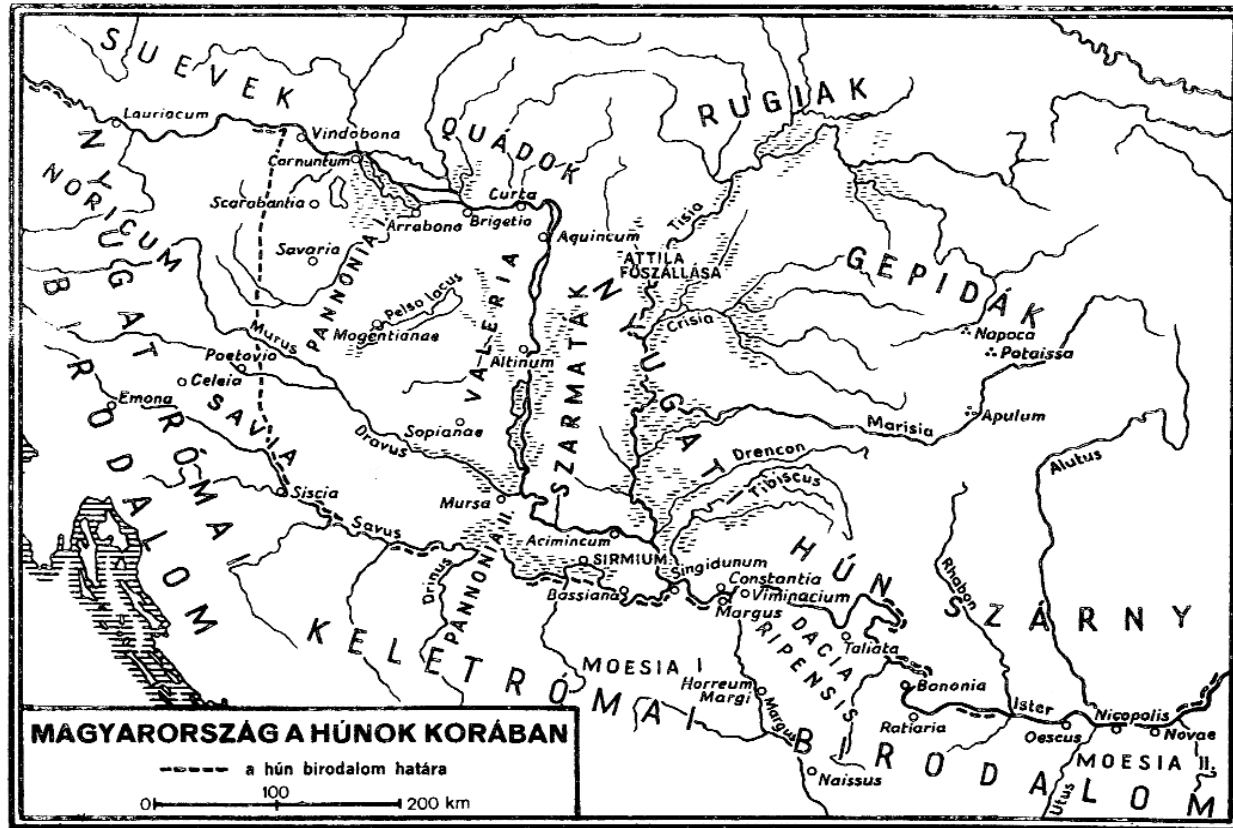 SUEVEK
Lauriacum
Vindobona
Carnuntum
QUÁDOK
RUGIAK
NORICUM
NYUGATRÓMAI
BIRODALOM
Scarabantia
Arrabona
Brigetio
Curta
Aquincum
Savaria
PANNONIA I
Pelso lacus
Mogentianae
VALERIA
Tisia
ATTILA
FŐSZÁLLÁSA
GEPIDÁK
Crisia
Napoca
Potaissa
Murus
Poetovio
Celeia
Emona
SAVIA
Altinum
SZARMATÁK
NYUGATI
HÚN
SZÁRNY
Sopianae
Dravus
Marisia
Apulum
Drencon
Tibiscus
Alutus
Siscia
Savus
Mursa
Acimincum
SIRMIUM
Bassiana
Singidunum
Constantia
Viminacium
Margus
Drinus
PANNONIA II.
Rhabon
Taliata
DACIA
RIPENSIS
KELETRÓMAI BIRODALOM
MOESIA I
Horreum
Margi
Margus
Naissus
Bononia
Ratiaria
Ister
Oescus
Nicopolis
Novae
MOESIA II.
Utus
MAGYARORSZÁG A HÚNOK KORÁBAN
a hún birodalom határa
0 100 200 km